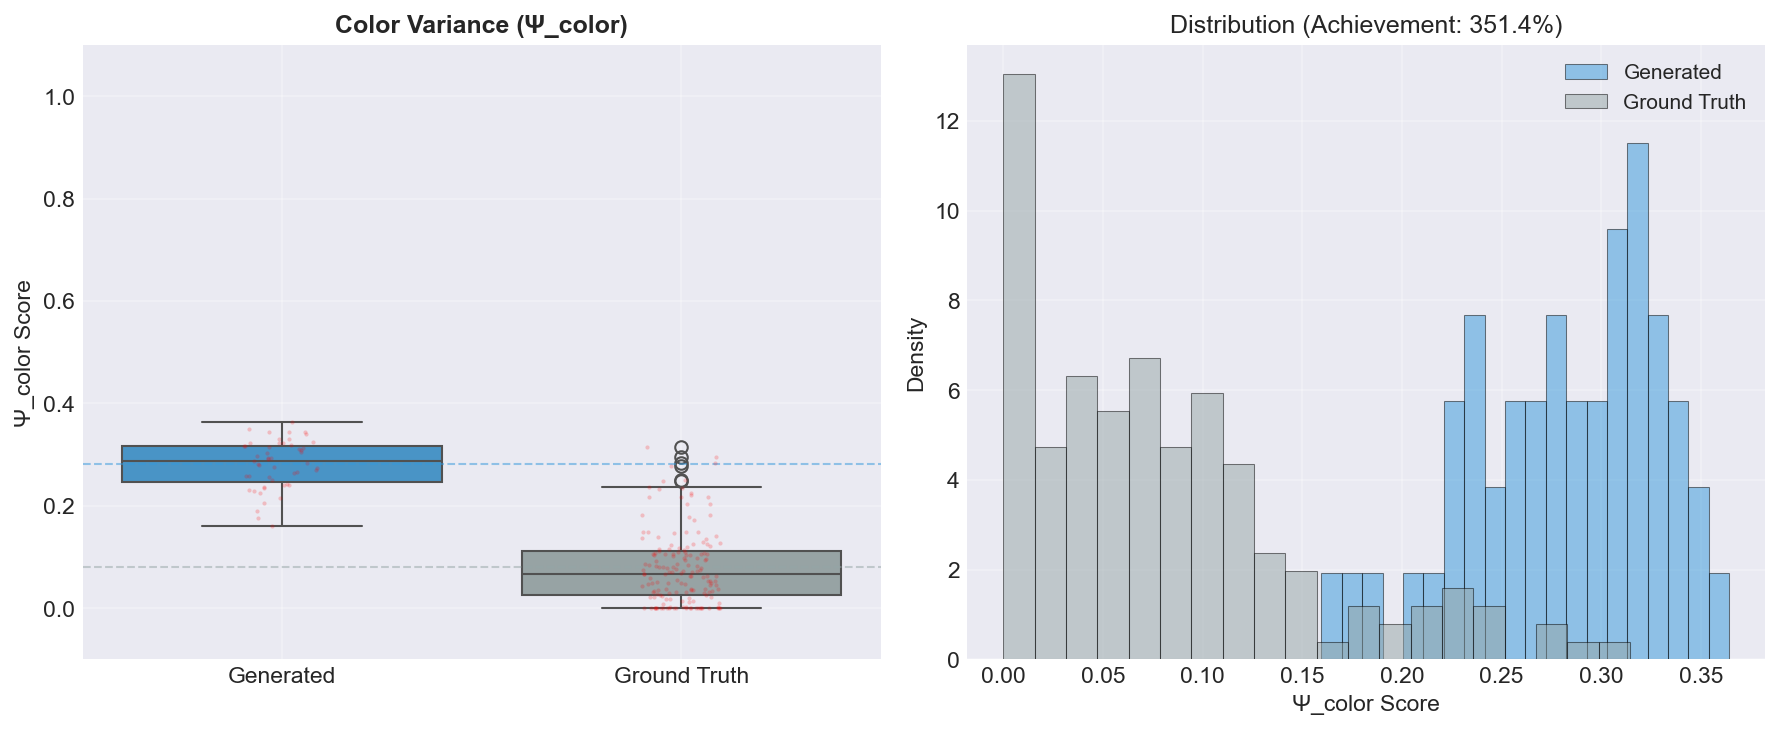 Color Variance (Ψ_color)
Ψ_color Score
1.0
0.8
0.6
0.4
0.2
0.0
Generated
Ground Truth
Distribution (Achievement: 351.4%)
Generated
Ground Truth
Density
12
10
8
6
4
2
0
0.00
0.05
0.10
0.15
0.20
0.25
0.30
0.35
Ψ_color Score